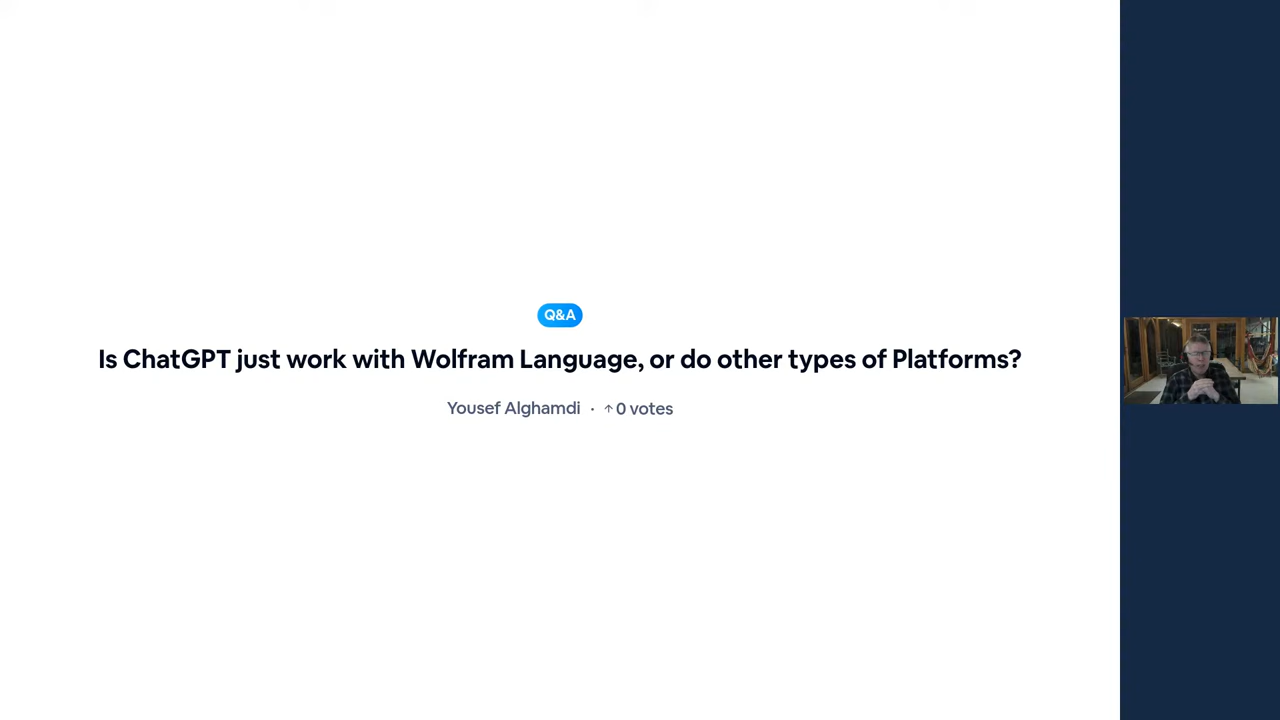 Q&A
Is ChatGPT just work with Wolfram Language, or do other types of Platforms?
Yousef Alghamdi · ↑ 0 votes